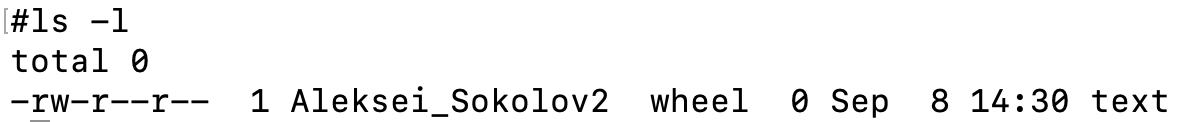 #ls -l
total 0
-rw-r--r--  1 Aleksei_Sokolov2  wheel  0 Sep  8 14:30 text